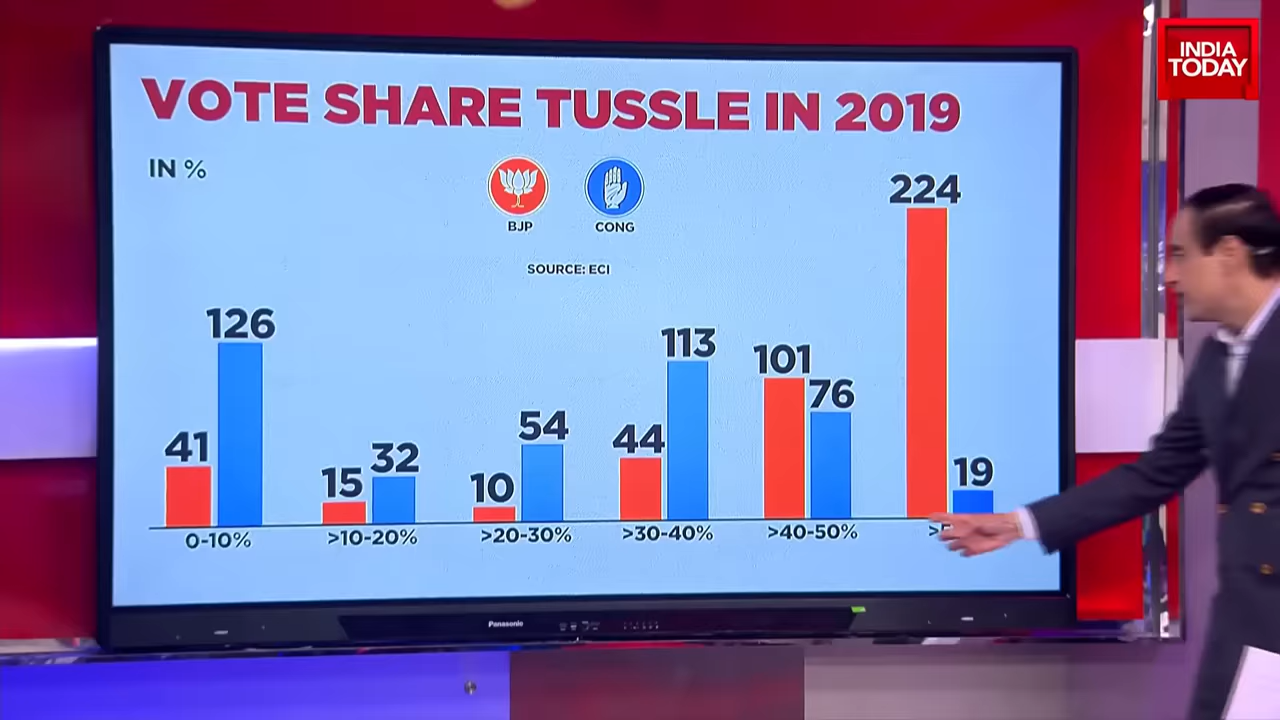 INDIA
TODAY
VOTE SHARE TUSSLE IN 2019
IN %
BJP
CONG
SOURCE: ECI
41
126
15
32
10
54
44
113
101
76
224
19
0-10%
>10-20%
>20-30%
>30-40%
>40-50%
Panasonic